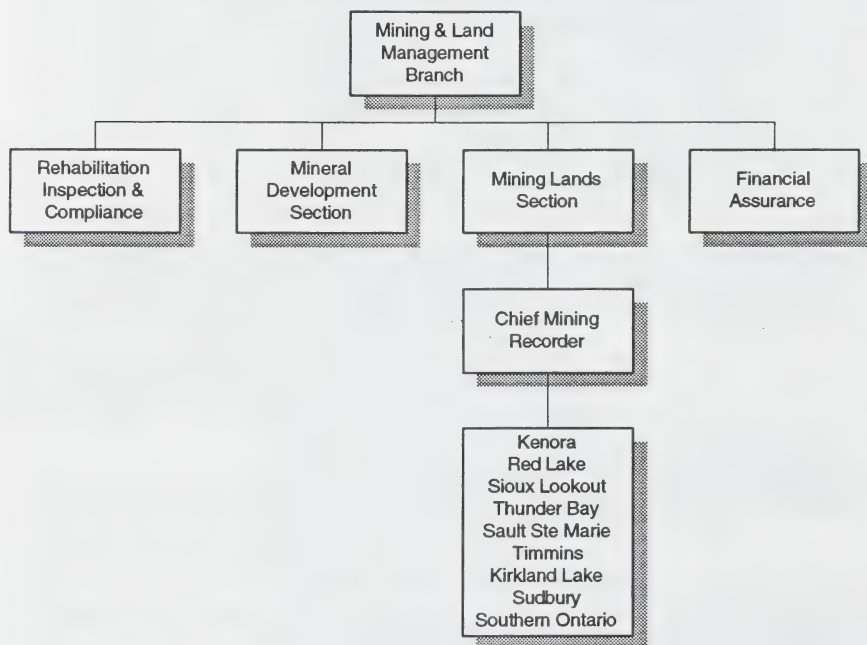 Mining & Land
Management
Branch
Rehabilitation
Inspection &
Compliance
Mineral
Development
Section
Mining Lands
Section
Financial
Assurance
Chief Mining
Recorder
Kenora
Red Lake
Sioux Lookout
Thunder Bay
Sault Ste Marie
Timmins
Kirkland Lake
Sudbury
Southern Ontario